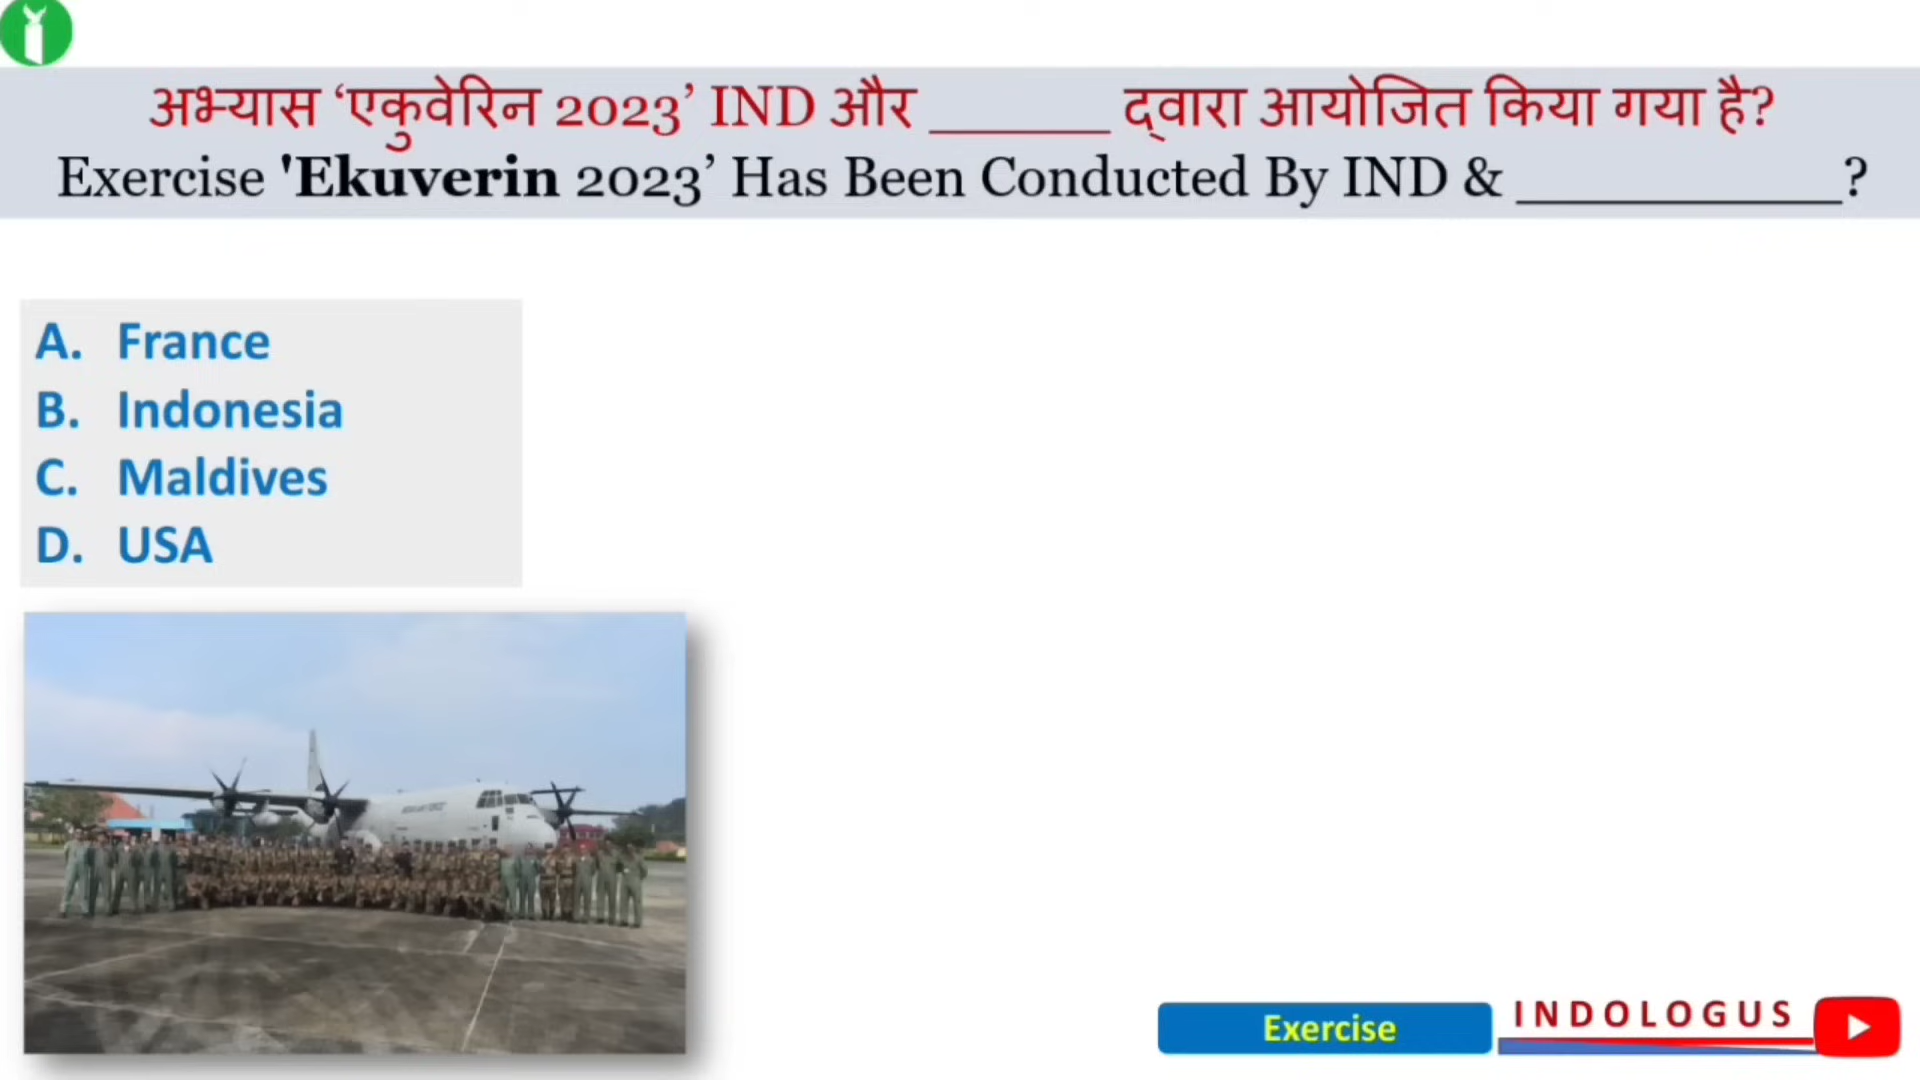 अभ्यास ‘एकुवेरिन 2023’ IND और ______ द्वारा आयोजित किया गया है?
Exercise 'Ekuverin 2023’ Has Been Conducted By IND & ___________?
A. France
B. Indonesia
C. Maldives
D. USA
Exercise
INDOLOGUS